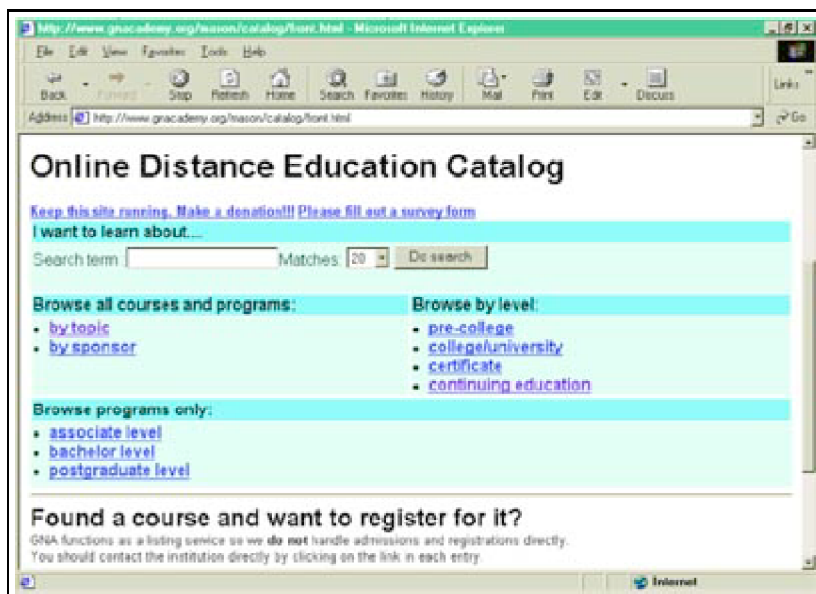 http://www.gnacademy.org/mason/catalog/front.html - Microsoft Internet Explorer
File Edit View Favorites Tools Help
Back Forward Stop Refresh Home Search Favorites History Mail Print Edit Discuss Links »
Address http://www.gnacademy.org/mason/catalog/front.html Go
Online Distance Education Catalog
Keep this site running. Make a donation!!! Please fill out a survey form
I want to learn about...
Search term: Matches: 20 Do search
Browse all courses and programs: Browse by level:
• by topic • pre-college
• by sponsor • college/university
• certificate
• continuing education
Browse programs only:
• associate level
• bachelor level
• postgraduate level
Found a course and want to register for it?
GNA functions as a listing service so we do not handle admissions and registrations directly.
You should contact the institution directly by clicking on the link in each entry.
Internet